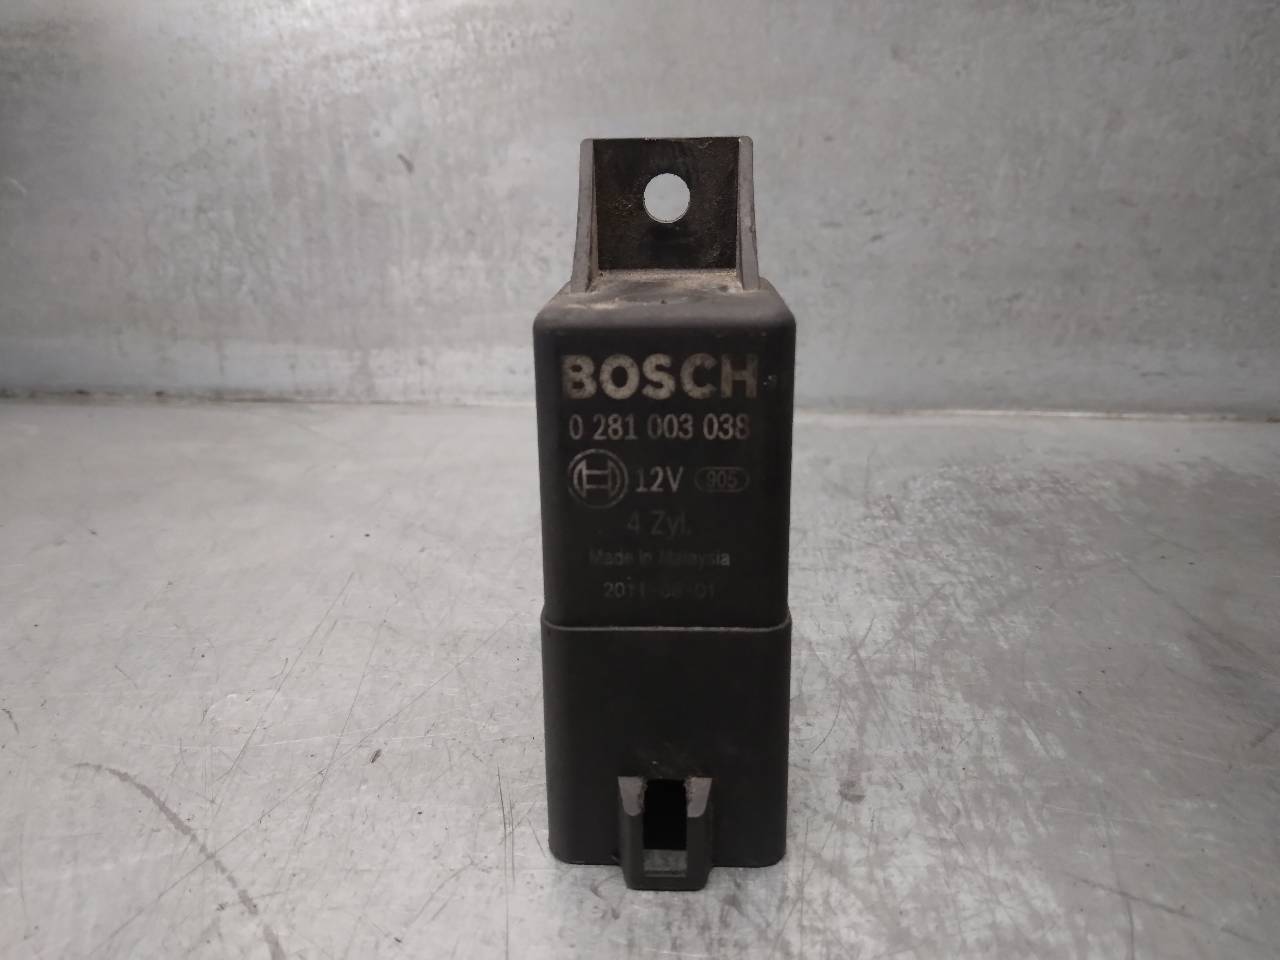 BOSCH
0 281 003 038
12V 905
4 Zyl.
Made in Malaysia